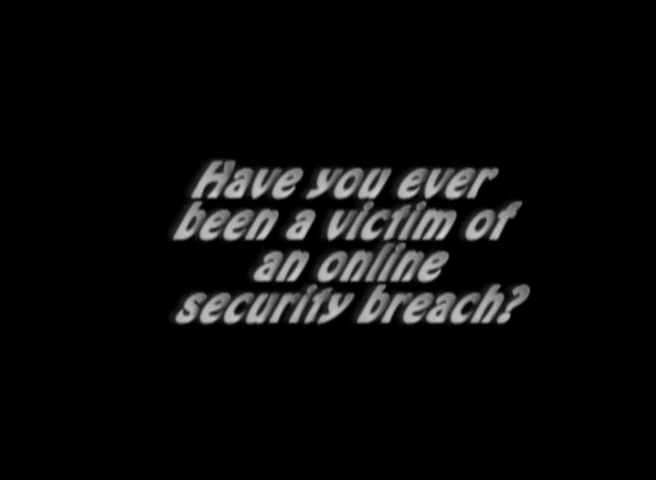 Have you ever
been a victim of
an online
security breach?